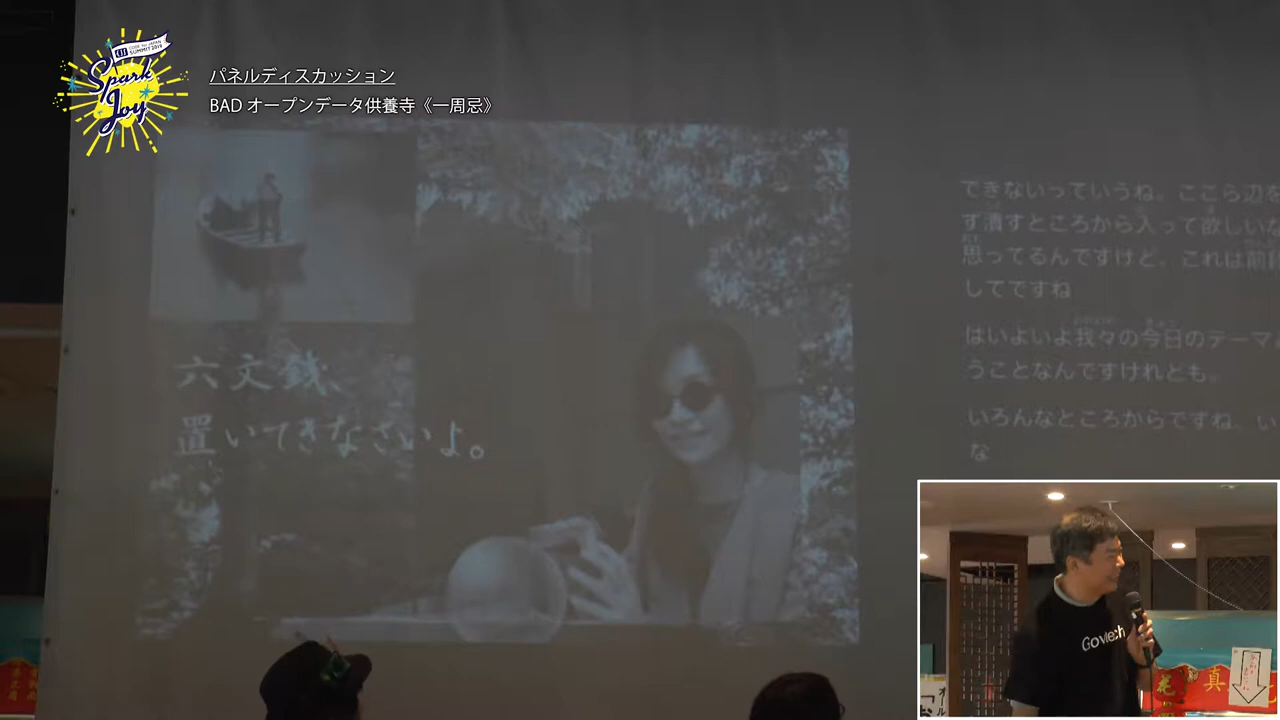 CODE for JAPAN
SUMMIT 2019
Spark
Joy
パネルディスカッション
BAD オープンデータ供養寺《一周忌》
六文銭、
置いてきなさいよ。
できないっていうね。ここら辺を
す潰すところから入って欲しいな
思ってるんですけど、これは前段
してですね
はいよいよ我々の今日のテーマ
うことなんですけれども。
いろんなところからですね、い
な
Govtech
花
真